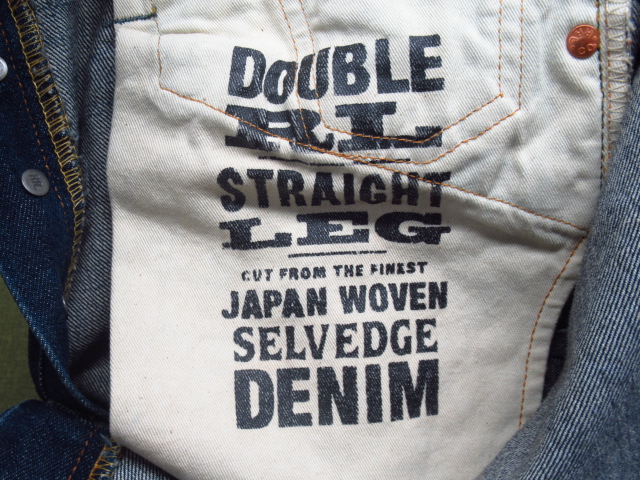 DOUBLE
RL
STRAIGHT
LEG
CUT FROM THE FINEST
JAPAN WOVEN
SELVEDGE
DENIM